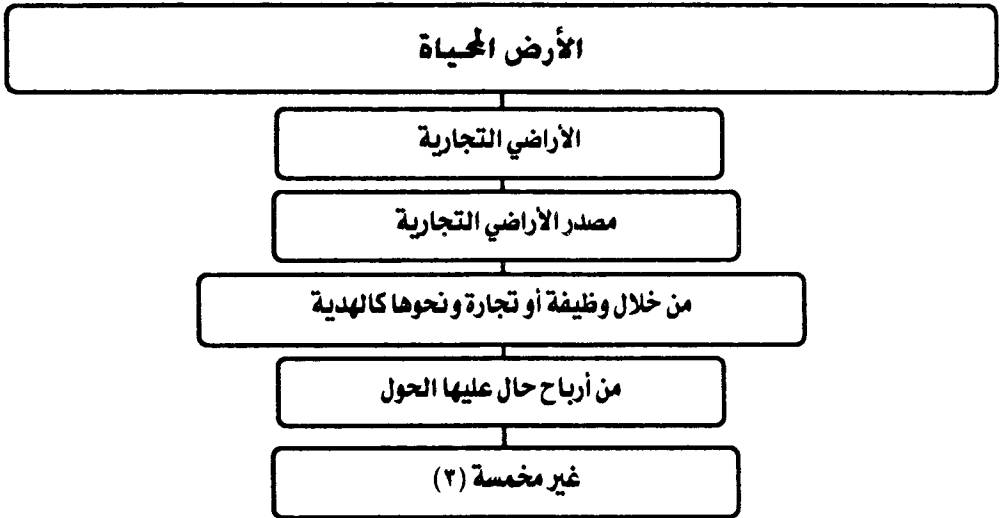 الأرض المحياة
الأراضي التجارية
مصدر الأراضي التجارية
من خلال وظيفة أو تجارة ونحوها كالهدية
من أرباح حال عليها الحول
غير مخمسة (٣)